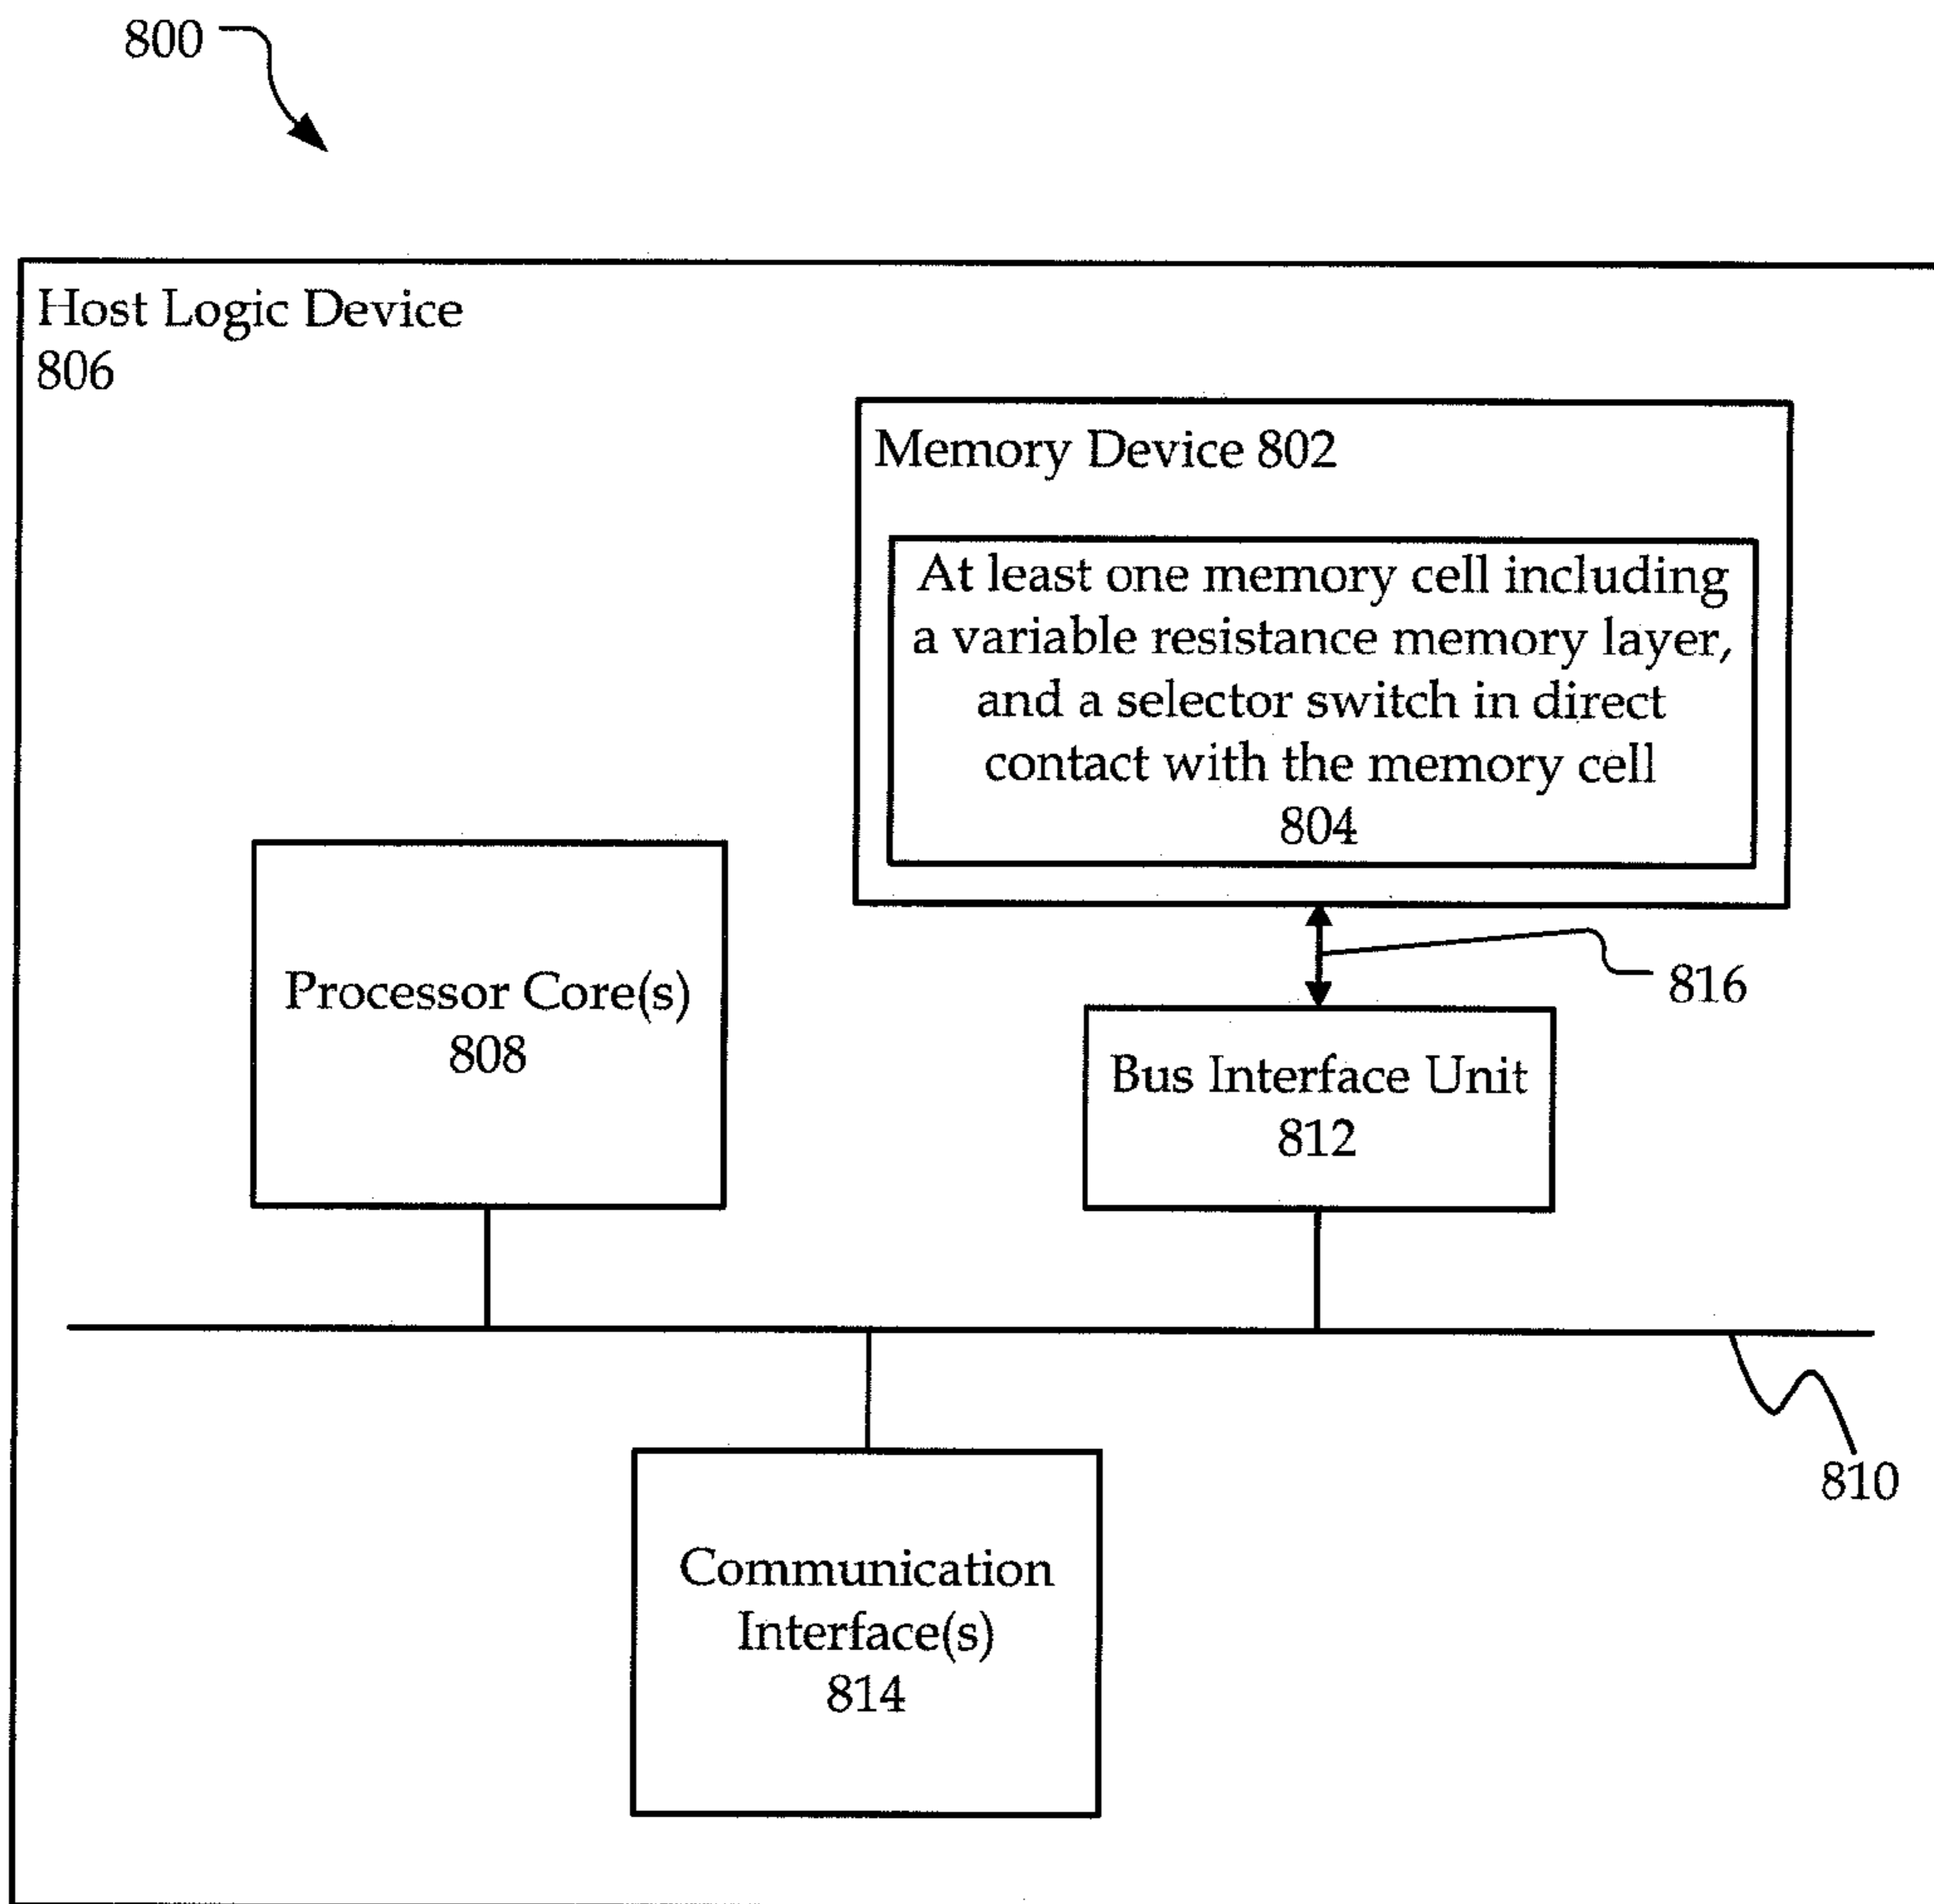 800
Host Logic Device
806
Memory Device 802
At least one memory cell including
a variable resistance memory layer,
and a selector switch in direct
contact with the memory cell
804
Processor Core(s)
808
816
Bus Interface Unit
812
810
Communication
Interface(s)
814